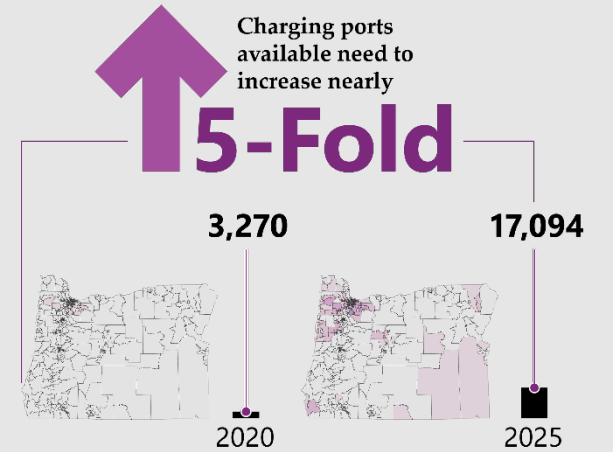 Charging ports
available need to
increase nearly
5-Fold
3,270
17,094
2020
2025